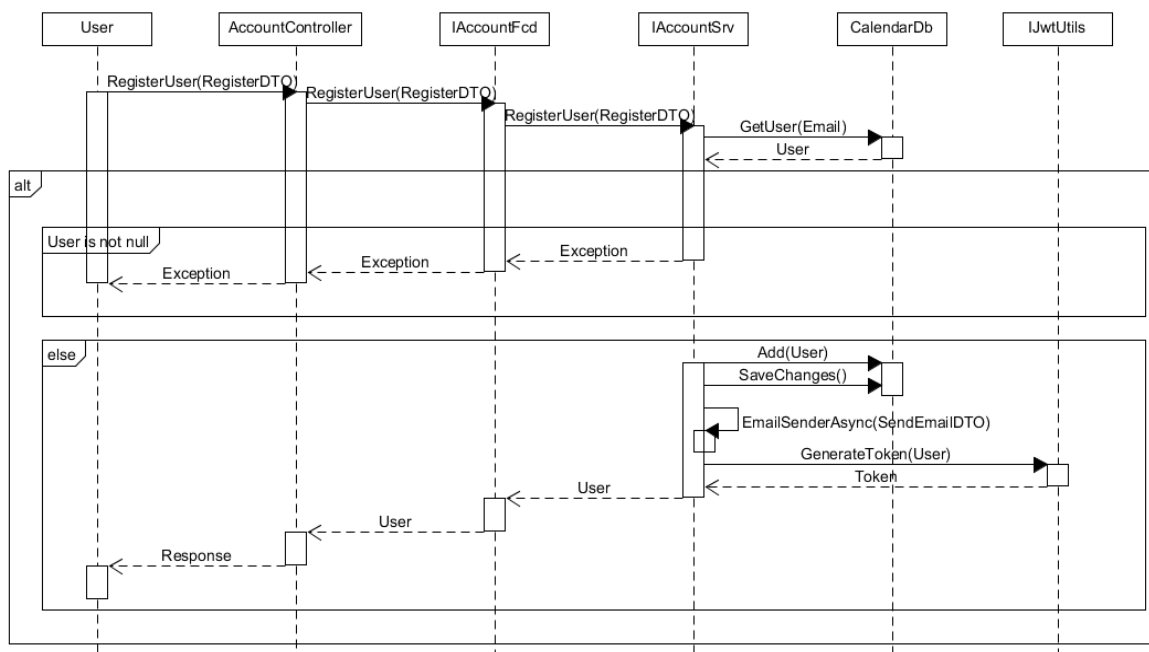 User
AccountController
IAccountFcd
IAccountSrv
CalendarDb
IJwtUtils
RegisterUser(RegisterDTO)
RegisterUser(RegisterDTO)
RegisterUser(RegisterDTO)
GetUser(Email)
User
alt
User is not null
Exception
Exception
Exception
else
Add(User)
SaveChanges()
EmailSenderAsync(SendEmailDTO)
GenerateToken(User)
Token
User
User
Response